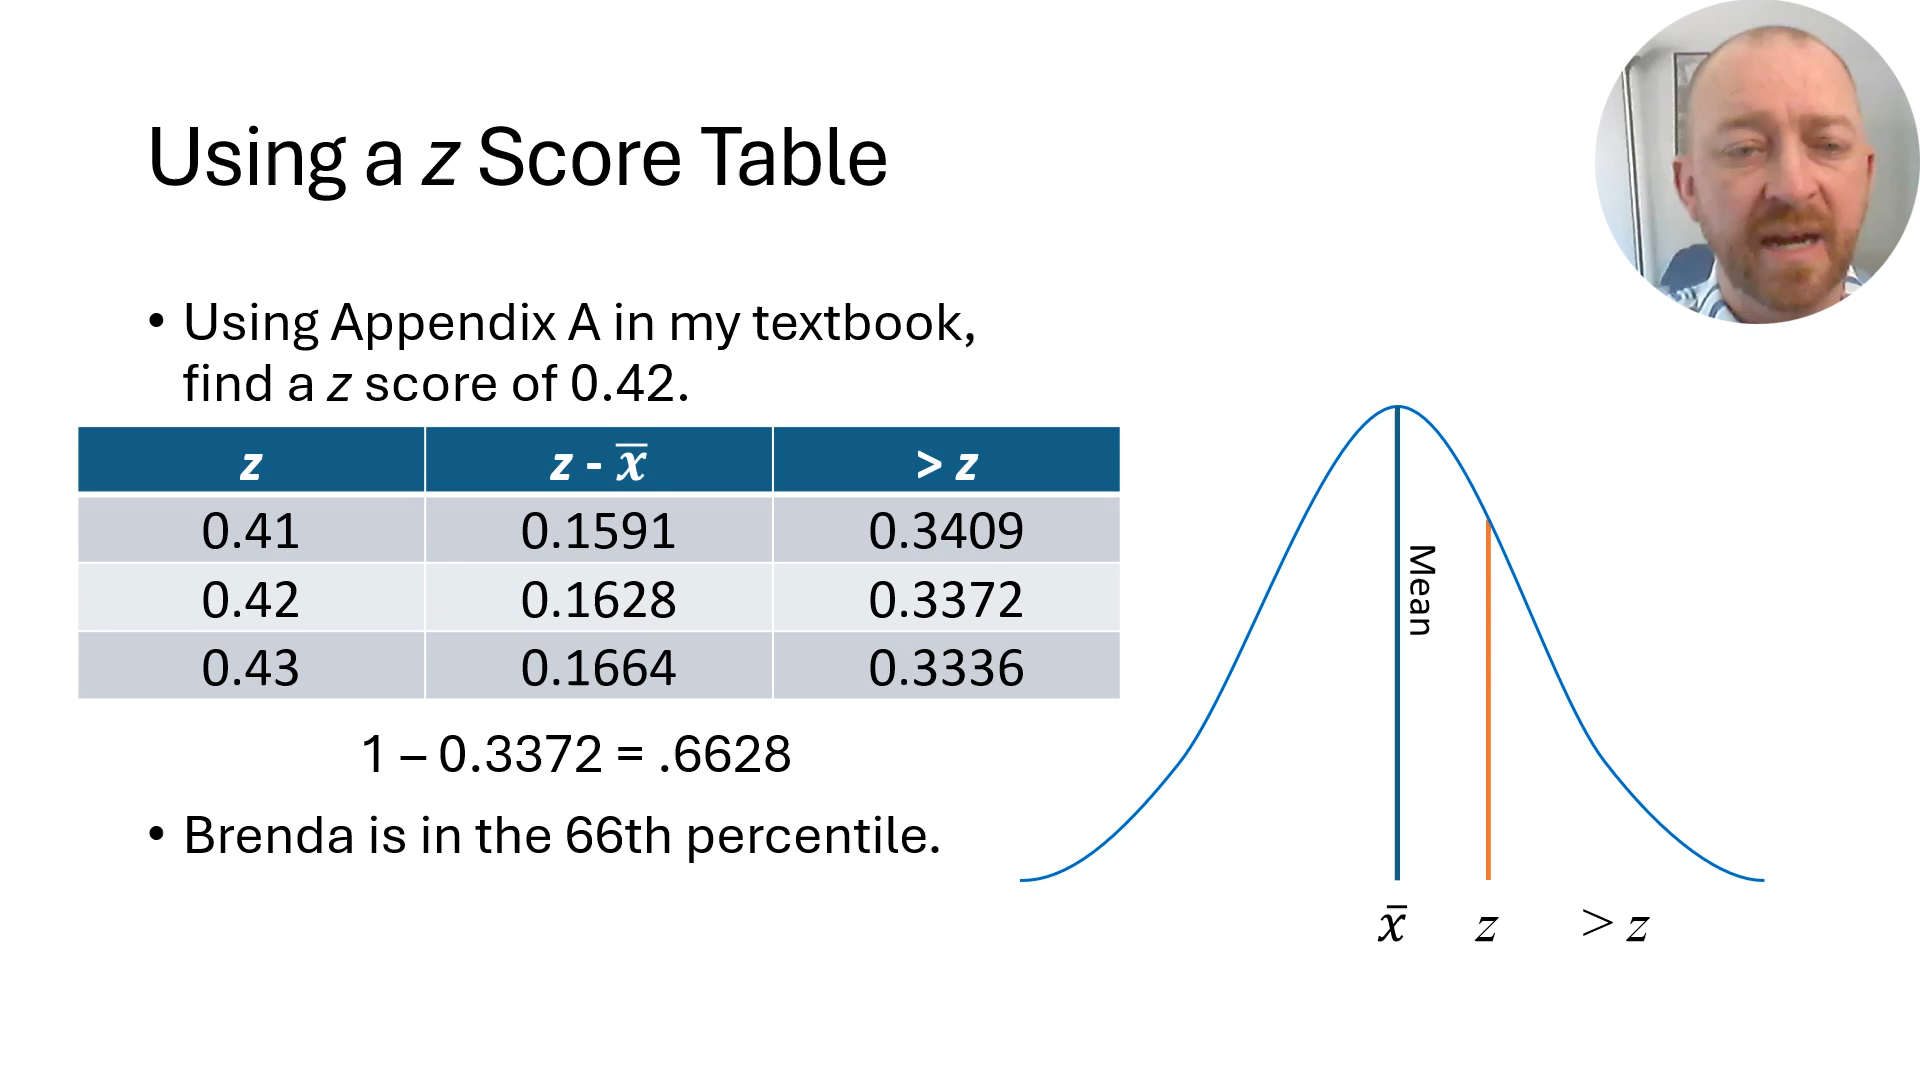 Using a z Score Table
• Using Appendix A in my textbook,
find a z score of 0.42.
z z - x̅ > z
0.41 0.1591 0.3409
0.42 0.1628 0.3372
0.43 0.1664 0.3336
1 – 0.3372 = .6628
• Brenda is in the 66th percentile.
Mean
x̅ z > z